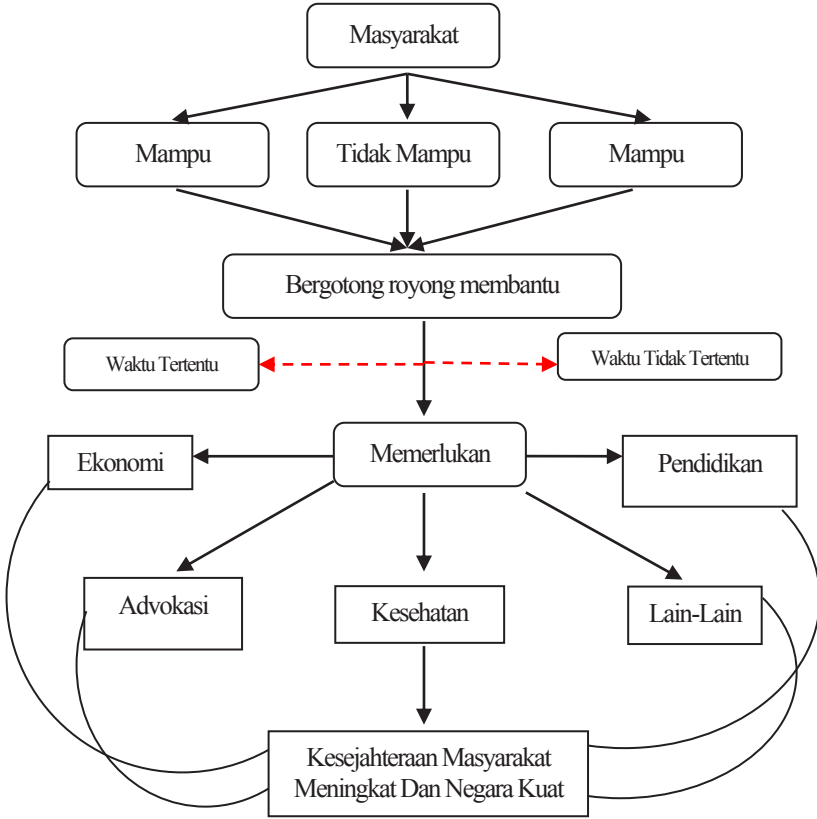 Masyarakat
Mampu
Tidak Mampu
Mampu
Bergotong royong membantu
Waktu Tertentu
Waktu Tidak Tertentu
Ekonomi
Memerlukan
Pendidikan
Advokasi
Kesehatan
Lain-Lain
Kesejahteraan Masyarakat
Meningkat Dan Negara Kuat